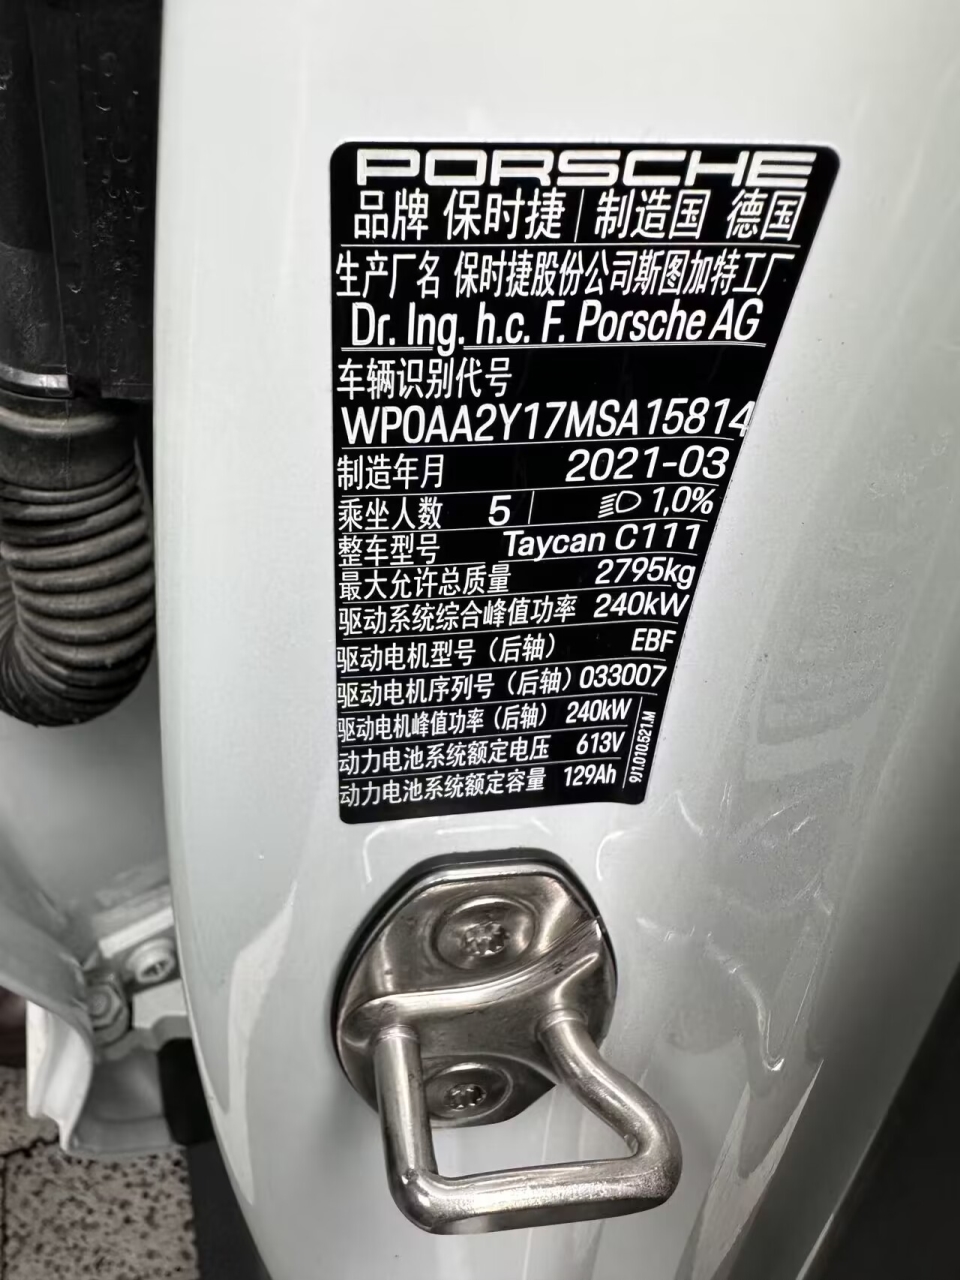 PORSCHE
品牌 保时捷 制造国 德国
生产厂名 保时捷股份公司斯图加特工厂
Dr. Ing. h.c. F. Porsche AG
车辆识别代号
WP0AA2Y17MSA15814
制造年月 2021-03
乘坐人数 5 1,0%
整车型号 Taycan C111
最大允许总质量 2795kg
驱动系统综合峰值功率 240kW
驱动电机型号（后轴） EBF
驱动电机序列号（后轴） 033007
驱动电机峰值功率（后轴） 240kW
动力电池系统额定电压 613V
动力电池系统额定容量 129Ah
9J1.010.521.M